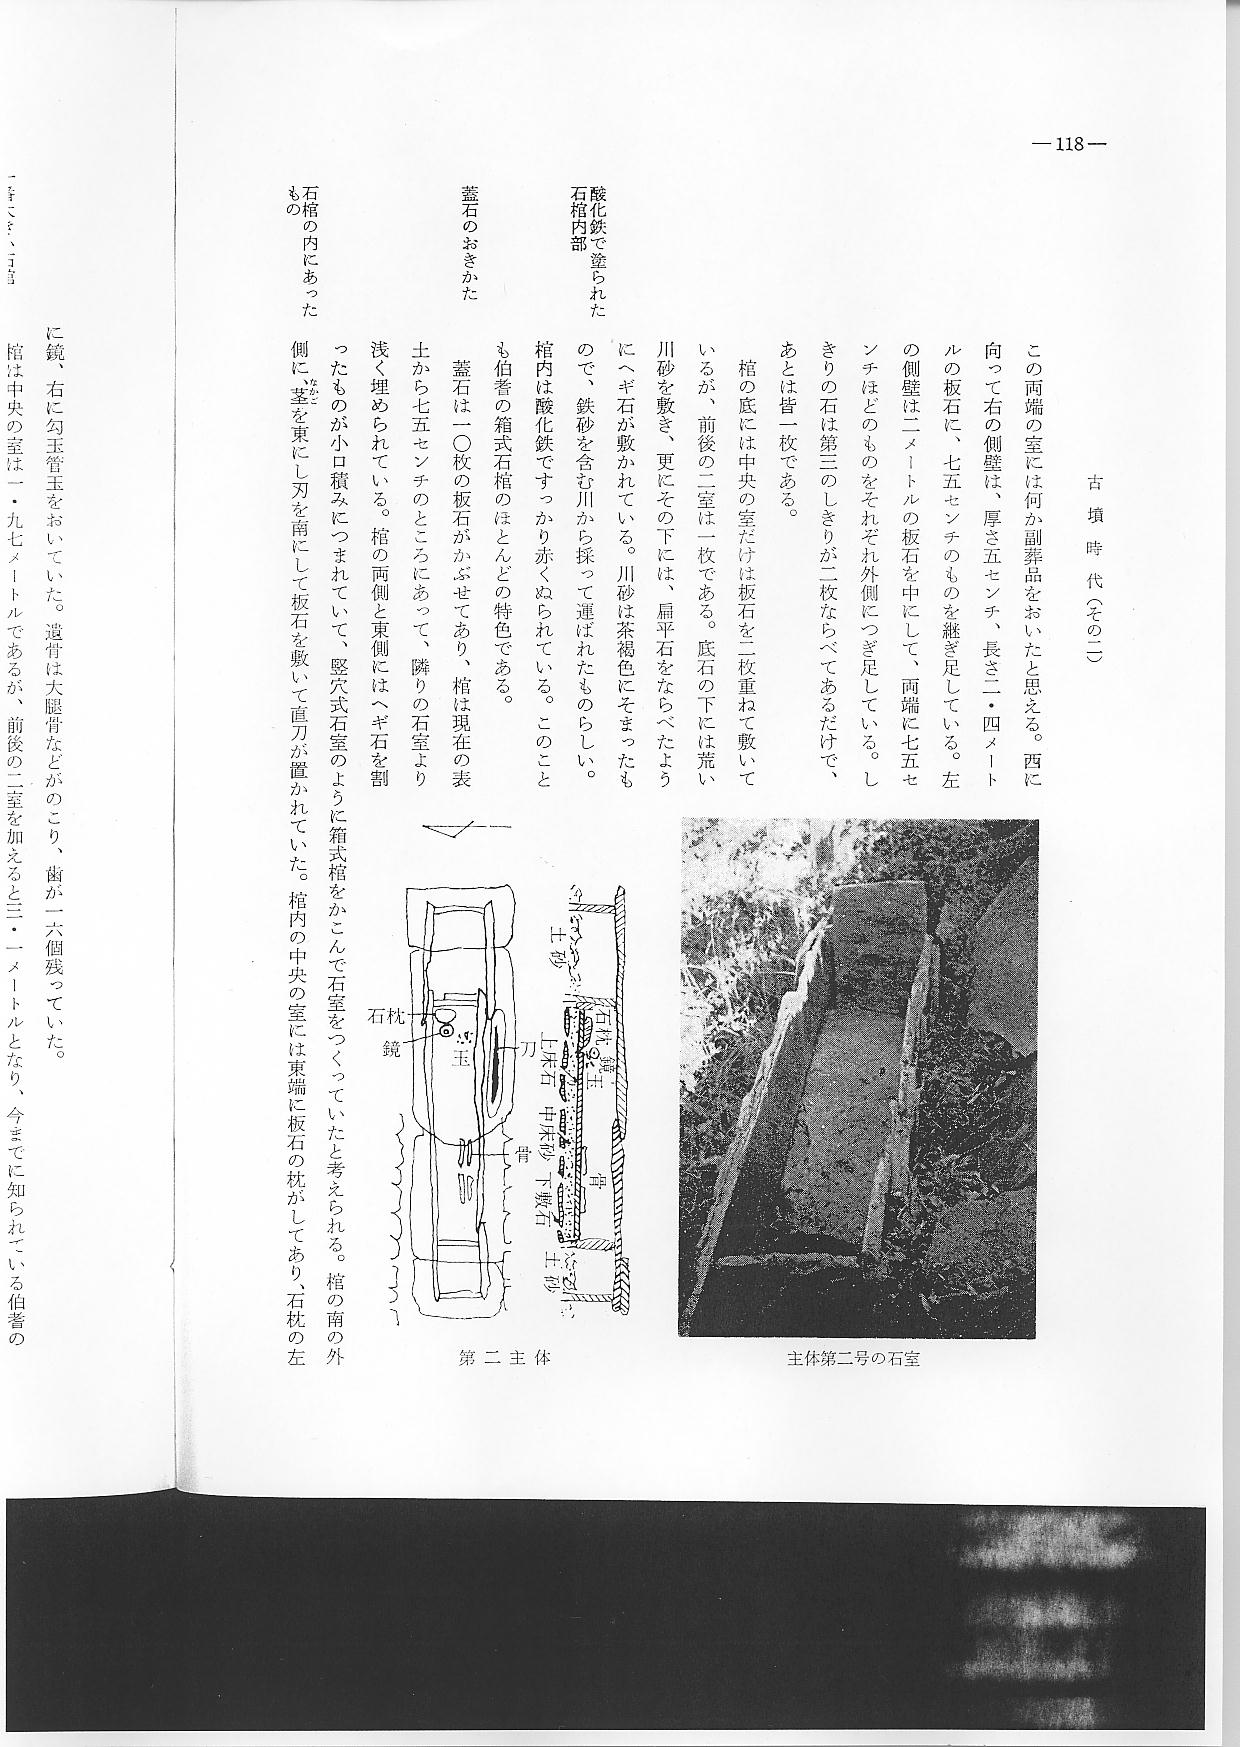 —118—
古墳時代(その二)
この両端の室には何か副葬品をおいたと思える。西に
向って右の側壁は、厚さ五センチ、長さ二・四メート
ルの板石に、七五センチのものを継ぎ足している。左
の側壁は二メートルの板石を中にして、両端に七五セ
ンチほどのものをそれぞれ外側につぎ足している。し
きりの石は第三のしきりが二枚ならべてあるだけで、
あとは皆一枚である。
酸化鉄で塗られた
石棺内部
棺の底には中央の室だけは板石を二枚重ねて敷いて
いるが、前後の二室は一枚である。底石の下には荒い
川砂を敷き、更にその下には、扁平石をならべたよう
にヘギ石が敷かれている。川砂は茶褐色にそまったも
ので、鉄砂を含む川から採って運ばれたものらしい。
棺内は酸化鉄ですっかり赤くぬられている。このこと
も伯耆の箱式石棺のほとんどの特色である。
蓋石のおきかた
蓋石は一〇枚の板石がかぶせてあり、棺は現在の表
土から七五センチのところにあって、隣りの石室より
浅く埋められている。棺の両側と東側にはヘギ石を割
ったものが小口積みにつまれていて、竪穴式石室のように箱式棺をかこんで石室をつくっていたと考えられる。棺の南の外
石棺の内にあった
もの
側に、茎を東にし刃を南にして板石を敷いて直刀が置かれていた。棺内の中央の室には東端に板石の枕がしてあり、石枕の左
なかご
主体第二号の石室
土砂
石枕
鏡
玉
上床石
中床砂
骨
下敷石
土砂
石枕
鏡
玉
刀
骨
第二主体
に鏡、右に勾玉管玉をおいていた。遺骨は大腿骨などがのこり、歯が一六個残っていた。
棺は中央の室は一・九七メートルであるが、前後の二室を加えると三・一メートルとなり、今までに知られている伯耆の